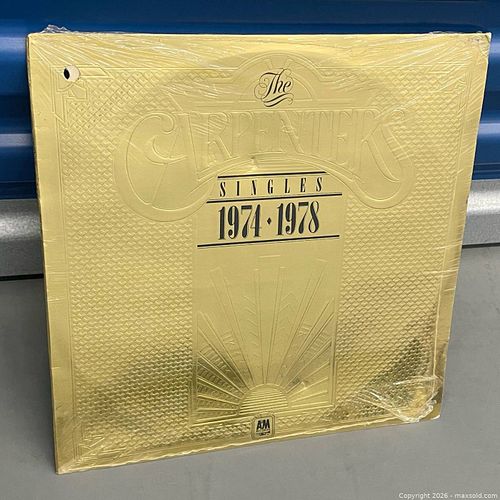 The
CARPENTERS
SINGLES
1974 • 1978
A&M
Copyright 2026 - maxsold.com